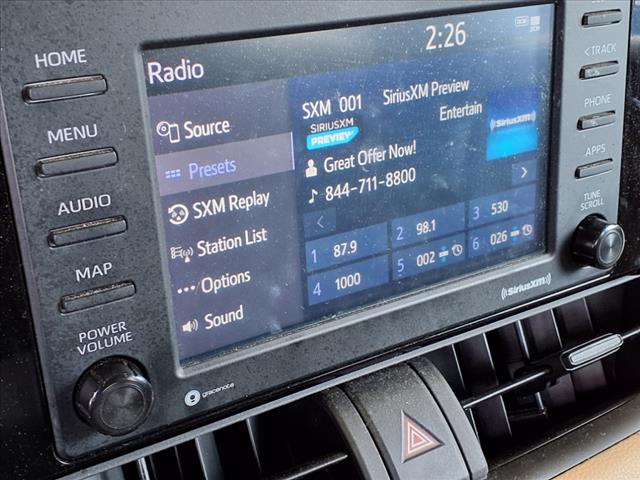 HOME
MENU
AUDIO
MAP
POWER
VOLUME
Radio
2:26
DCM
Source
Presets
SXM Replay
Station List
Options
Sound
SXM 001
SiriusXM Preview
Entertain
SIRIUSXM
PREVIEW
SiriusXM
Great Offer Now!
844-711-8800
1 87.9
2 98.1
3 530
4 1000
5 002
6 026
SiriusXM
gracenote
<TRACK
PHONE
APPS
TUNE
SCROLL